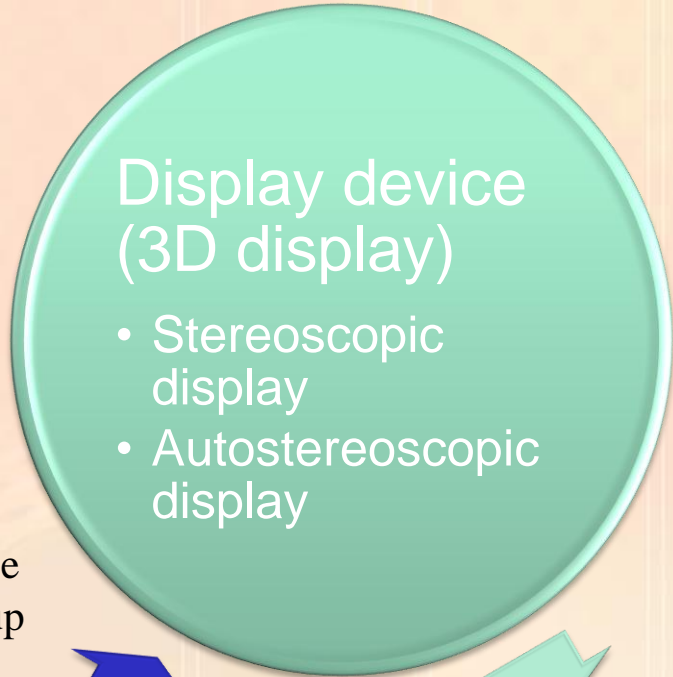 Display device
(3D display)
• Stereoscopic
display
• Autostereoscopic
display